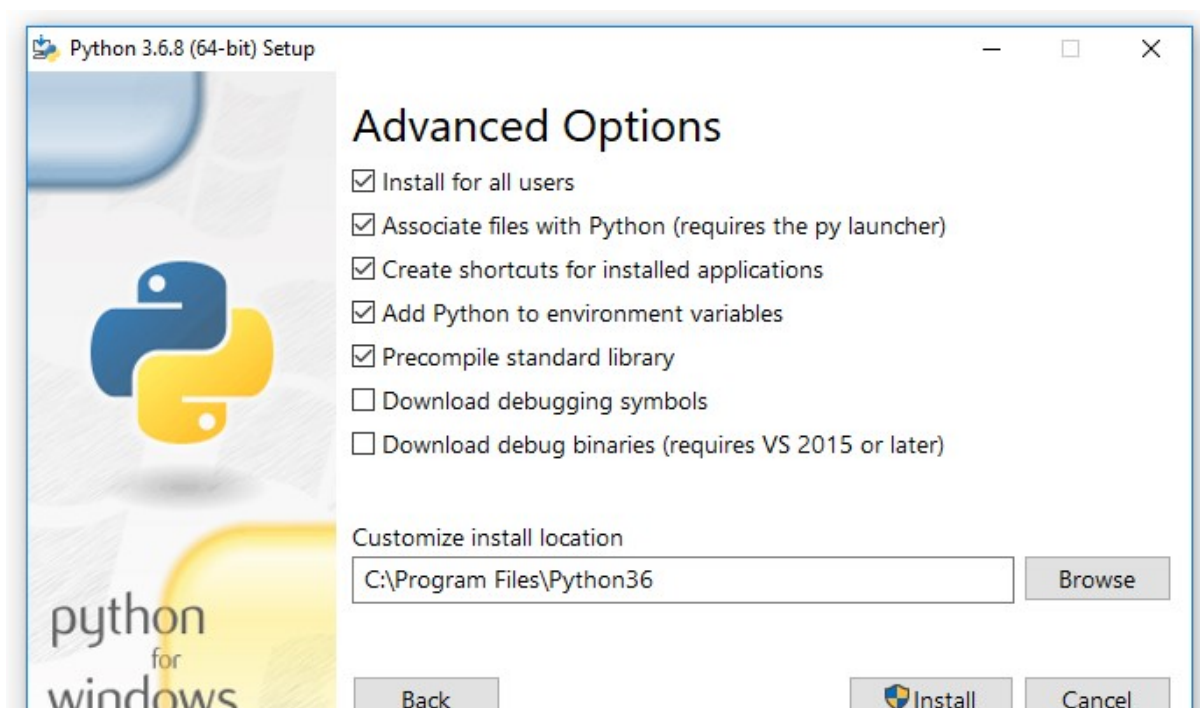 Python 3.6.8 (64-bit) Setup
Advanced Options
Install for all users
Associate files with Python (requires the py launcher)
Create shortcuts for installed applications
Add Python to environment variables
Precompile standard library
Download debugging symbols
Download debug binaries (requires VS 2015 or later)
Customize install location
C:\Program Files\Python36
Browse
python
for
windows
Back
Install
Cancel